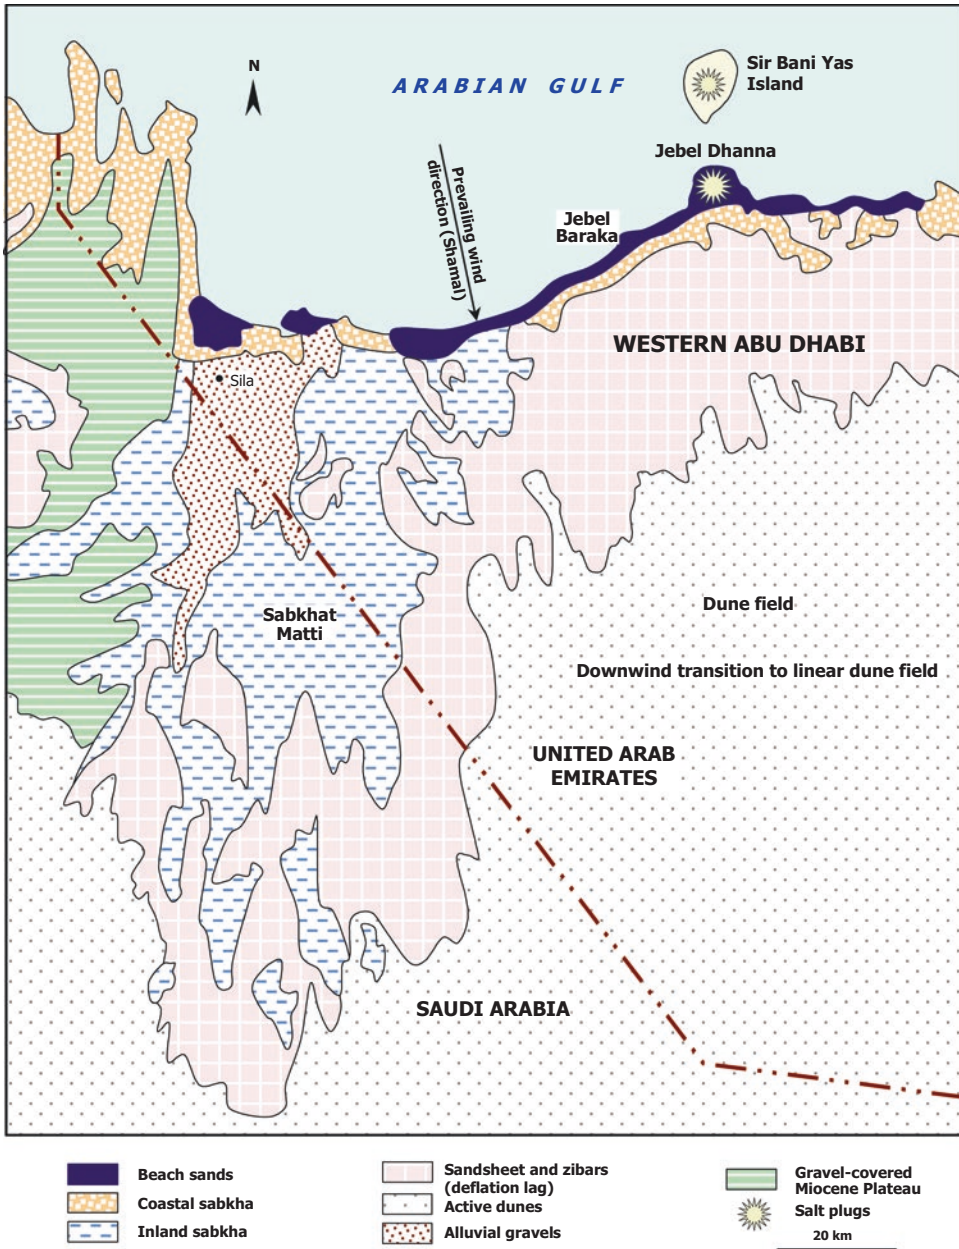 Sir Bani Yas
Island
N
ARABIAN GULF
Jebel Dhanna
Prevailing wind
direction (Shamal)
Jebel
Baraka
WESTERN ABU DHABI
Sila
Dune field
Sabkhat
Matti
Downwind transition to linear dune field
UNITED ARAB
EMIRATES
SAUDI ARABIA
Beach sands
Coastal sabkha
Inland sabkha
Sandsheet and zibars
(deflation lag)
Active dunes
Alluvial gravels
Gravel-covered
Miocene Plateau
Salt plugs
20 km